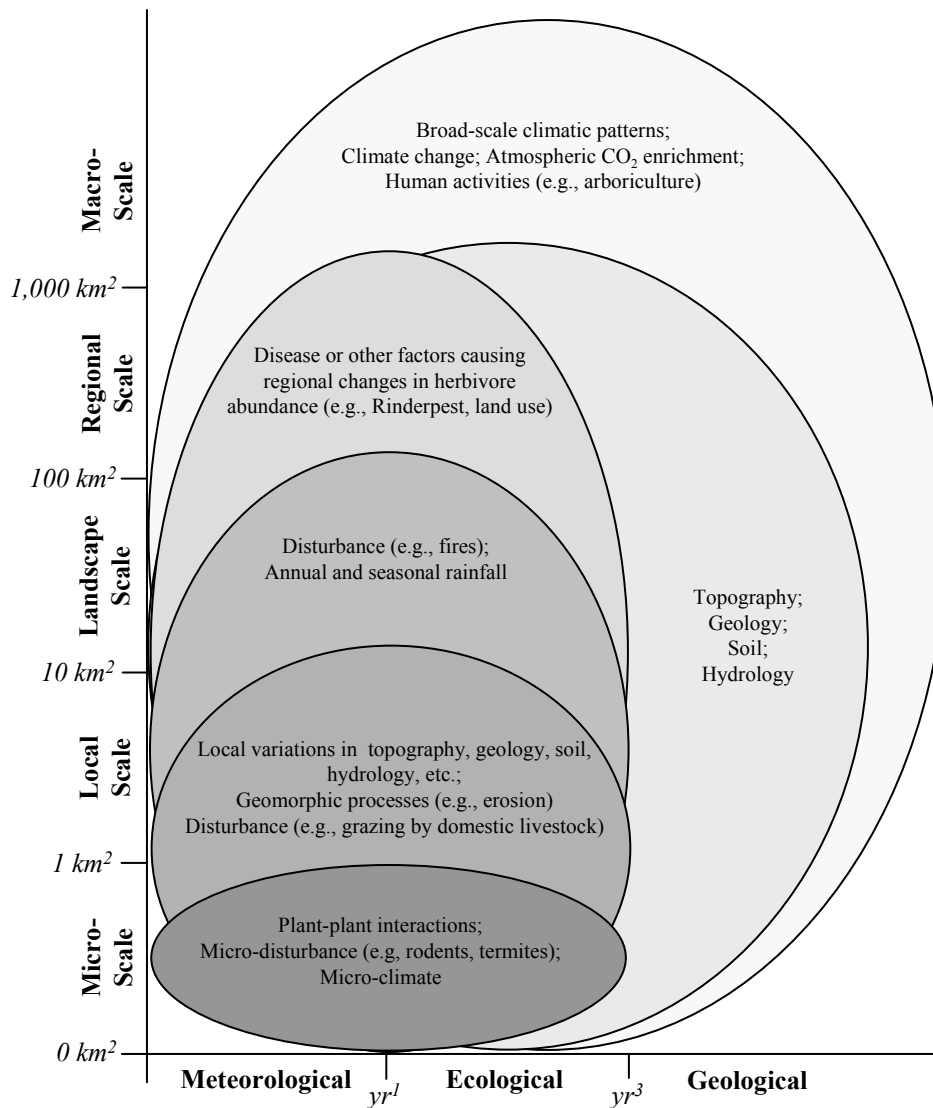 Broad-scale climatic patterns;
Climate change; Atmospheric CO₂ enrichment;
Human activities (e.g., arboriculture)
Macro-
Scale
1,000 km²
Disease or other factors causing
regional changes in herbivore
abundance (e.g., Rinderpest, land use)
Regional
Scale
100 km²
Disturbance (e.g., fires);
Annual and seasonal rainfall
Landscape
Scale
Topography;
Geology;
Soil;
Hydrology
10 km²
Local variations in topography, geology, soil,
hydrology, etc.;
Geomorphic processes (e.g., erosion)
Disturbance (e.g., grazing by domestic livestock)
Local
Scale
1 km²
Plant-plant interactions;
Micro-disturbance (e.g, rodents, termites);
Micro-climate
Micro-
Scale
0 km²
Meteorological
yr¹
Ecological
yr³
Geological